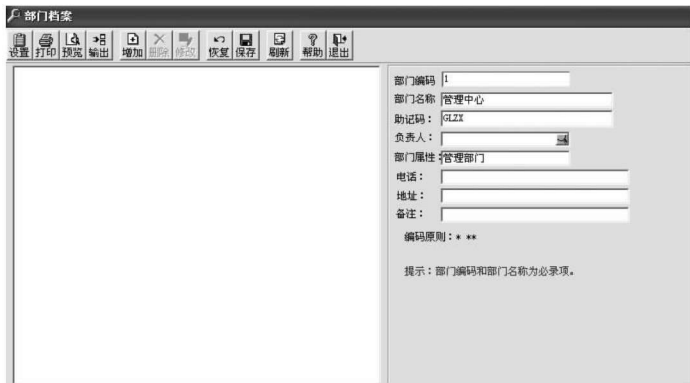 部门档案
设置 打印 预览 输出 增加 删除 修改 恢复 保存 刷新 帮助 退出
部门编码 1
部门名称 管理中心
助记码： GLZX
负责人：
部门属性： 管理部门
电话：
地址：
备注：
编码原则：* **
提示：部门编码和部门名称为必录项。